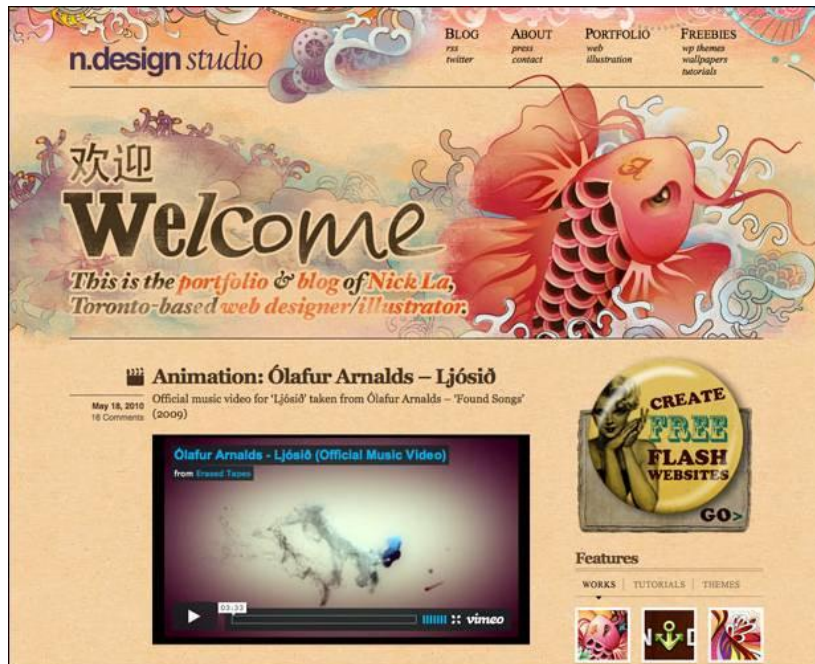 n.design studio
BLOG
rss
twitter
ABOUT
press
contact
PORTFOLIO
web
illustration
FREEBIES
wp themes
wallpapers
tutorials
欢迎
Welcome
This is the portfolio & blog of Nick La,
Toronto-based web designer/illustrator.
Animation: Ólafur Arnalds – Ljósið
May 18, 2010
16 Comments
Official music video for 'Ljósið' taken from Ólafur Arnalds – 'Found Songs'
(2009)
Ólafur Arnalds - Ljósið (Official Music Video)
from Erased Tapes
03:33
vimeo
CREATE
FREE
FLASH
WEBSITES
GO>
Features
WORKS
TUTORIALS
THEMES
N D